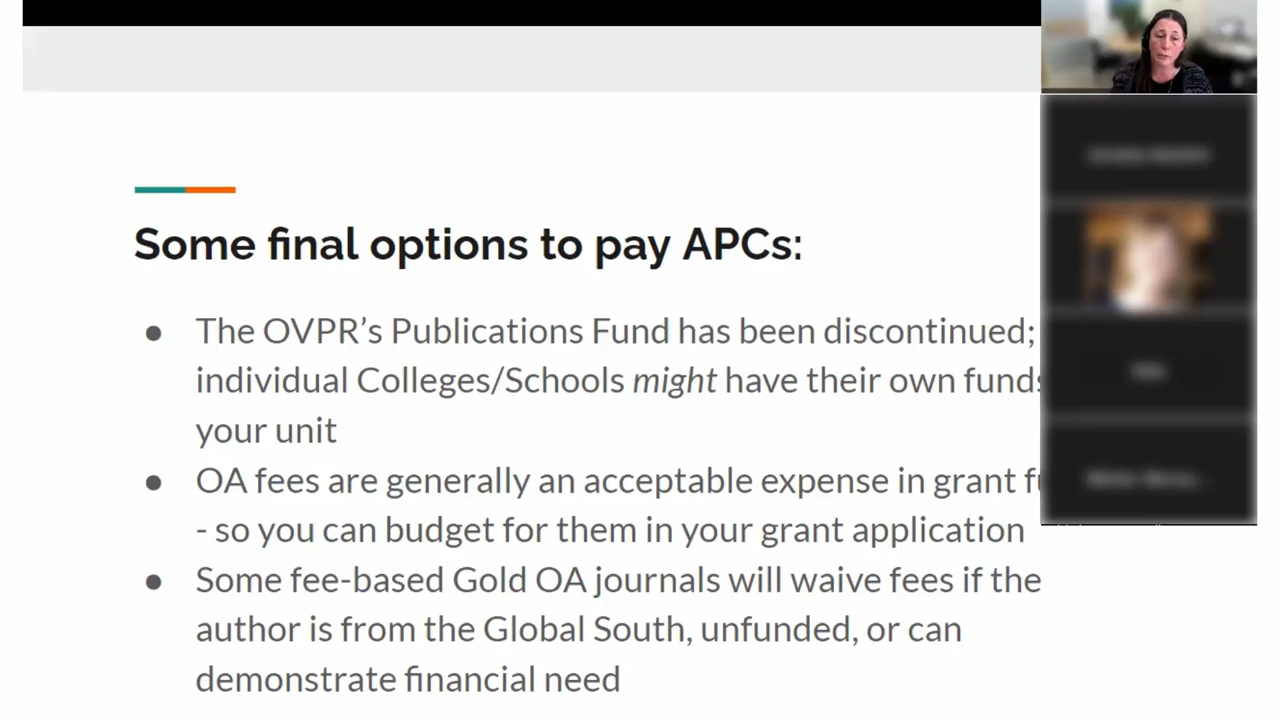 Some final options to pay APCs:
● The OVPR’s Publications Fund has been discontinued;
individual Colleges/Schools might have their own funds
your unit
● OA fees are generally an acceptable expense in grant
- so you can budget for them in your grant application
● Some fee-based Gold OA journals will waive fees if the
author is from the Global South, unfunded, or can
demonstrate financial need